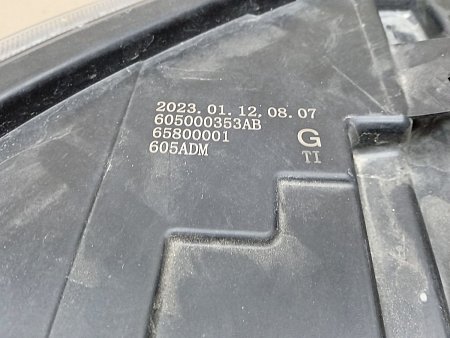 2023. 01. 12. 08. 07
605000353AB
65800001
605ADM
G
TI